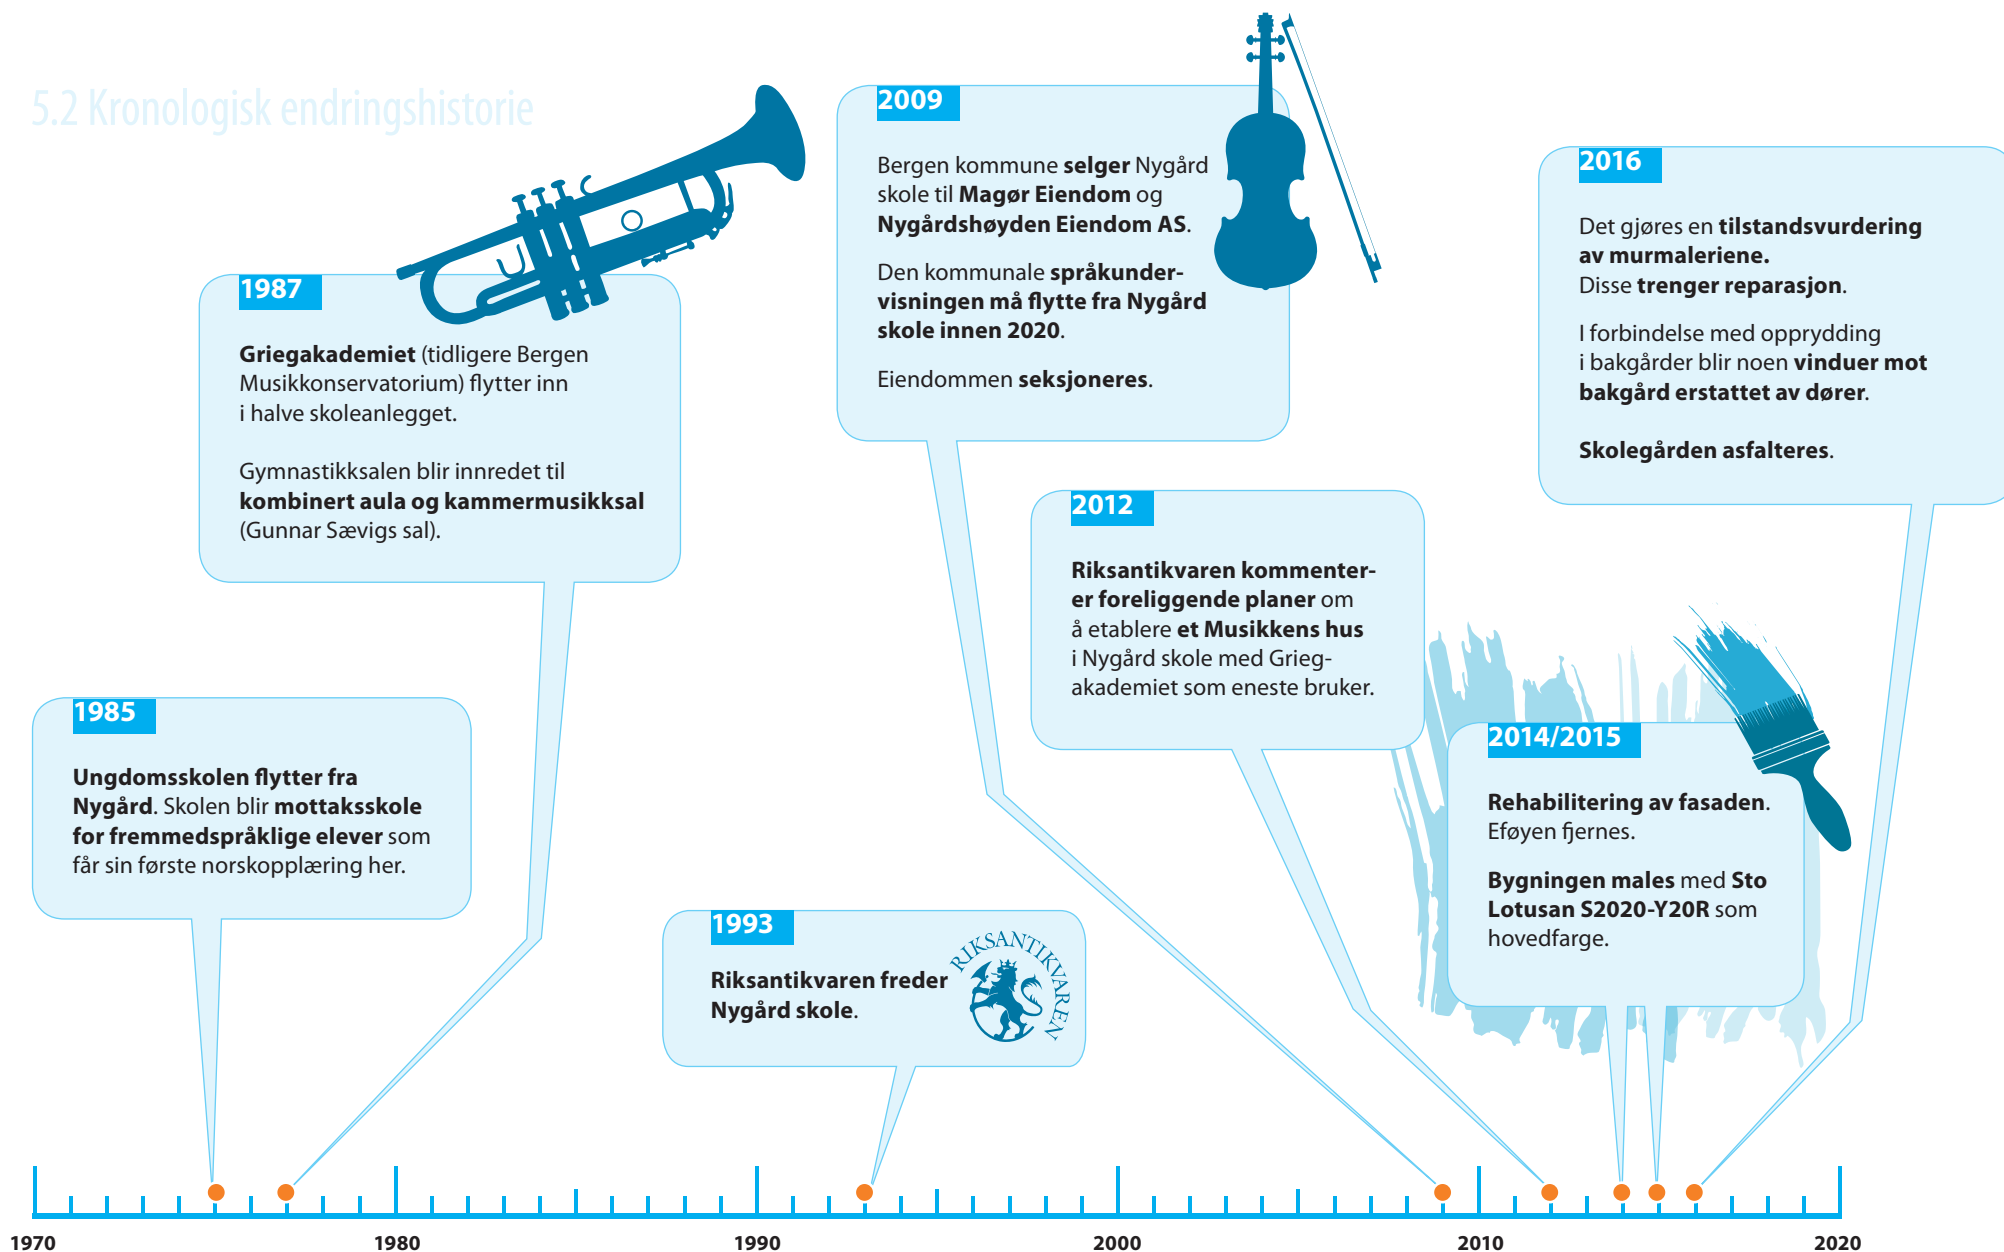 5.2 Kronologisk endringshistorie
1985
Ungdomsskolen flytter fra
Nygård. Skolen blir mottaksskole
for fremmedspråklige elever som
får sin første norskopplæring her.
1987
Griegakademiet (tidligere Bergen
Musikkonservatorium) flytter inn
i halve skoleanlegget.
Gymnastikksalen blir innredet til
kombinert aula og kammermusikksal
(Gunnar Sævigs sal).
1993
Riksantikvaren freder
Nygård skole.
RIKSANTIKVAREN
2009
Bergen kommune selger Nygård
skole til Magør Eiendom og
Nygårdshøyden Eiendom AS.
Den kommunale språkunder-
visningen må flytte fra Nygård
skole innen 2020.
Eiendommen seksjoneres.
2012
Riksantikvaren kommenter-
er foreliggende planer om
å etablere et Musikkens hus
i Nygård skole med Grieg-
akademiet som eneste bruker.
2014/2015
Rehabilitering av fasaden.
Eføyen fjernes.
Bygningen males med Sto
Lotusan S2020-Y20R som
hovedfarge.
2016
Det gjøres en tilstandsvurdering
av murmaleriene.
Disse trenger reparasjon.
I forbindelse med opprydding
i bakgårder blir noen vinduer mot
bakgård erstattet av dører.
Skolegården asfalteres.
1970
1980
1990
2000
2010
2020